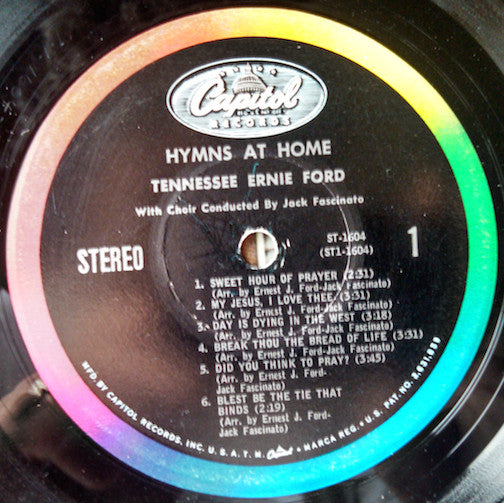 Capitol
RECORDS
HYMNS AT HOME
TENNESSEE ERNIE FORD
With Choir Conducted By Jack Fascinato
STEREO
ST-1604
(ST1-1604)
1
1. SWEET HOUR OF PRAYER (2:31)
(Arr. by Ernest J. Ford-Jack Fascinato)
2. MY JESUS, I LOVE THEE (3:31)
(Arr. by Ernest J. Ford-Jack Fascinato)
3. DAY IS DYING IN THE WEST (3:18)
(Arr. by Ernest J. Ford-Jack Fascinato)
4. BREAK THOU THE BREAD OF LIFE (3:31)
(Arr. by Ernest J. Ford-Jack Fascinato)
5. DID YOU THINK TO PRAY? (3:45)
(Arr. by Ernest J. Ford-
Jack Fascinato)
6. BLEST BE THE TIE THAT
BINDS (2:19)
(Arr. by Ernest J. Ford-
Jack Fascinato)
MFD. BY CAPITOL RECORDS, INC. U.S.A. T.M. Capitol MARCA REG. • U.S. PAT. NO.